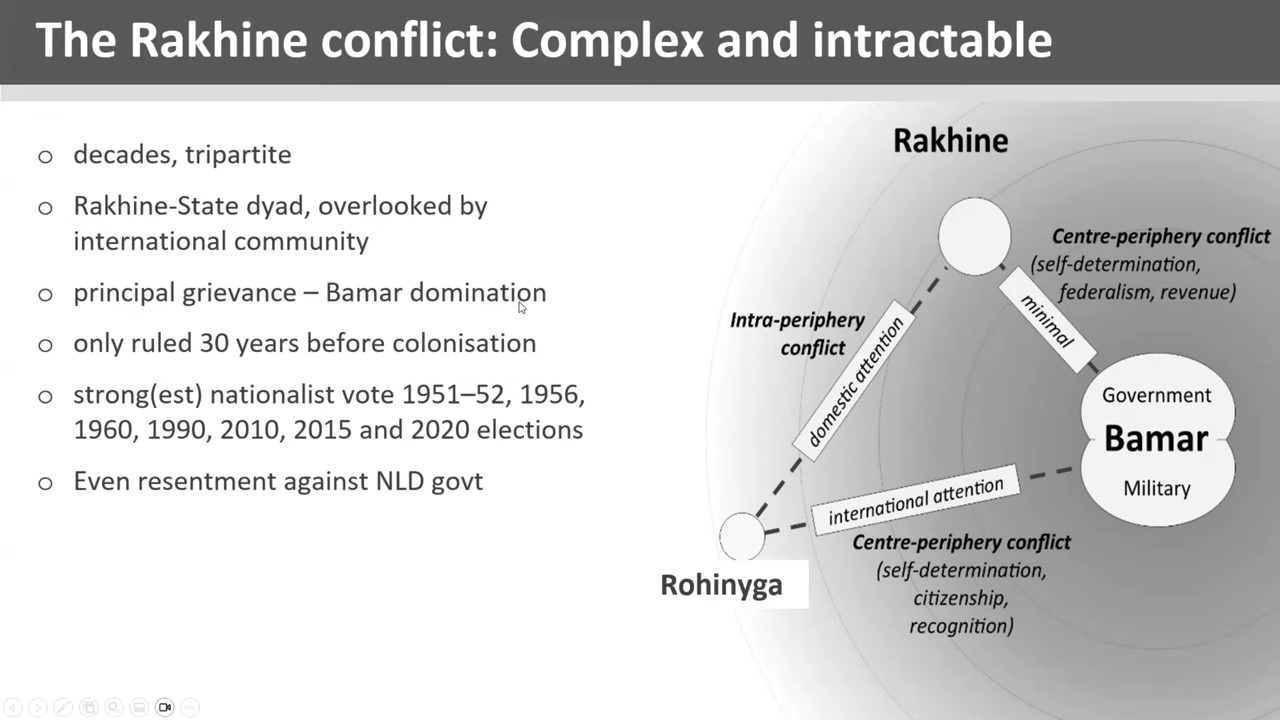 The Rakhine conflict: Complex and intractable
o decades, tripartite
o Rakhine-State dyad, overlooked by
international community
o principal grievance – Bamar domination
o only ruled 30 years before colonisation
o strong(est) nationalist vote 1951–52, 1956,
1960, 1990, 2010, 2015 and 2020 elections
o Even resentment against NLD govt
Rakhine
Centre-periphery conflict
(self-determination,
federalism, revenue)
minimal
Intra-periphery
conflict
domestic attention
Government
Bamar
Military
international attention
Centre-periphery conflict
(self-determination,
citizenship,
recognition)
Rohinyga